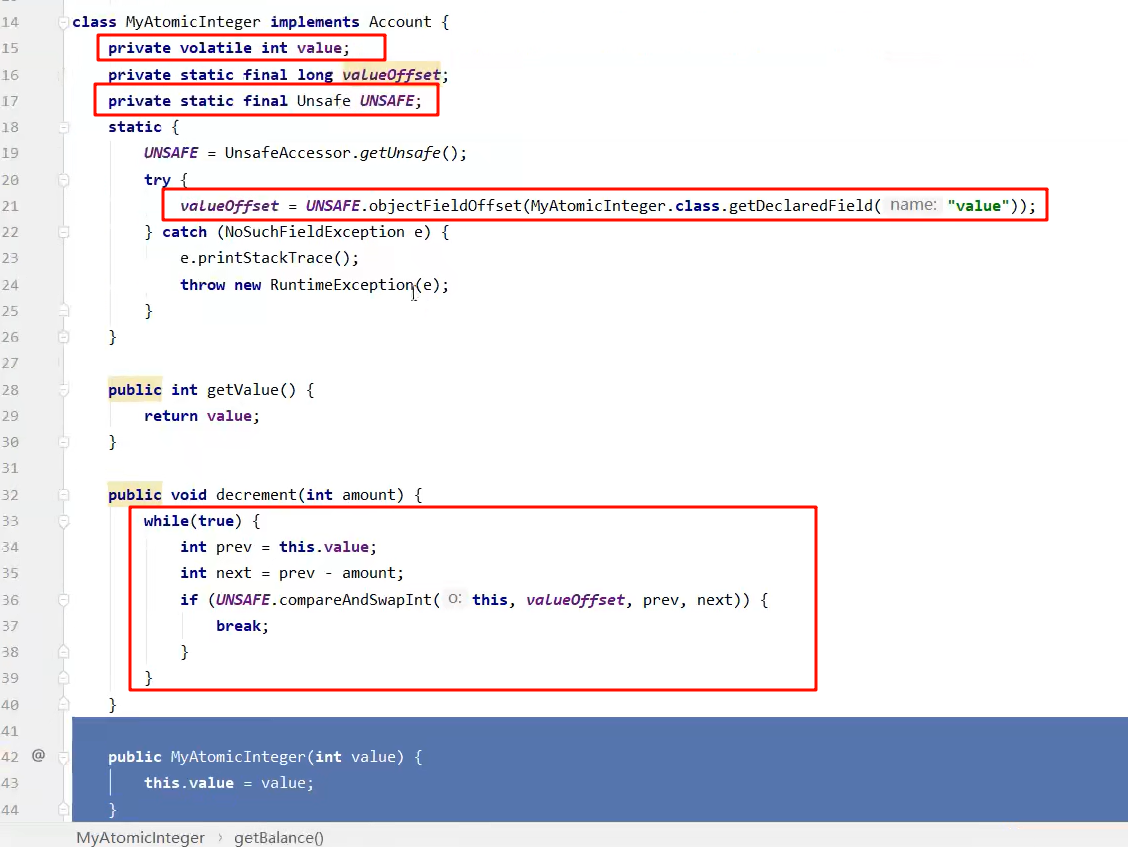 14 class MyAtomicInteger implements Account {
15 private volatile int value;
16 private static final long valueOffset;
17 private static final Unsafe UNSAFE;
18 static {
19 UNSAFE = UnsafeAccessor.getUnsafe();
20 try {
21 valueOffset = UNSAFE.objectFieldOffset(MyAtomicInteger.class.getDeclaredField( name: "value"));
22 } catch (NoSuchFieldException e) {
23 e.printStackTrace();
24 throw new RuntimeException(e);
25 }
26 }
27
28 public int getValue() {
29 return value;
30 }
31
32 public void decrement(int amount) {
33 while(true) {
34 int prev = this.value;
35 int next = prev - amount;
36 if (UNSAFE.compareAndSwapInt( o: this, valueOffset, prev, next)) {
37 break;
38 }
39 }
40 }
41
42 @ public MyAtomicInteger(int value) {
43 this.value = value;
44 }
MyAtomicInteger › getBalance()